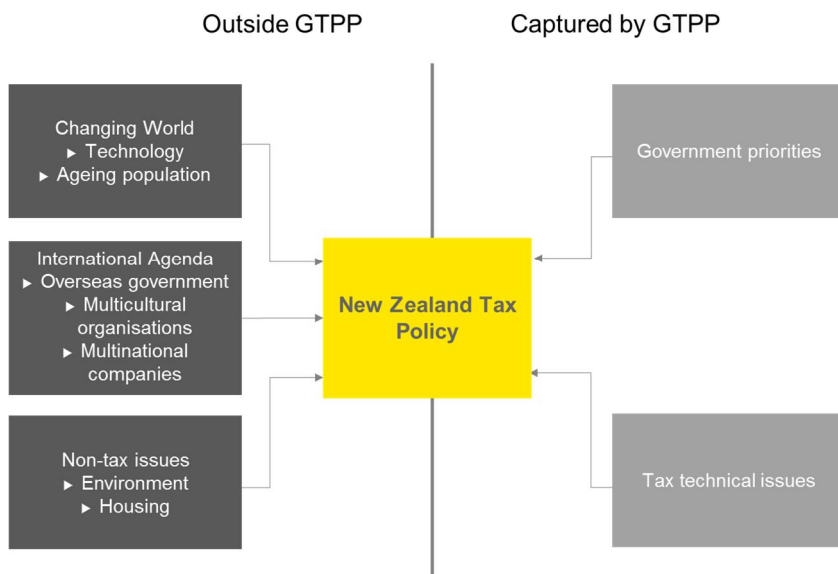 Outside GTPP
Captured by GTPP
Changing World
► Technology
► Ageing population
International Agenda
► Overseas government
► Multicultural
organisations
► Multinational
companies
Non-tax issues
► Environment
► Housing
New Zealand Tax
Policy
Government priorities
Tax technical issues